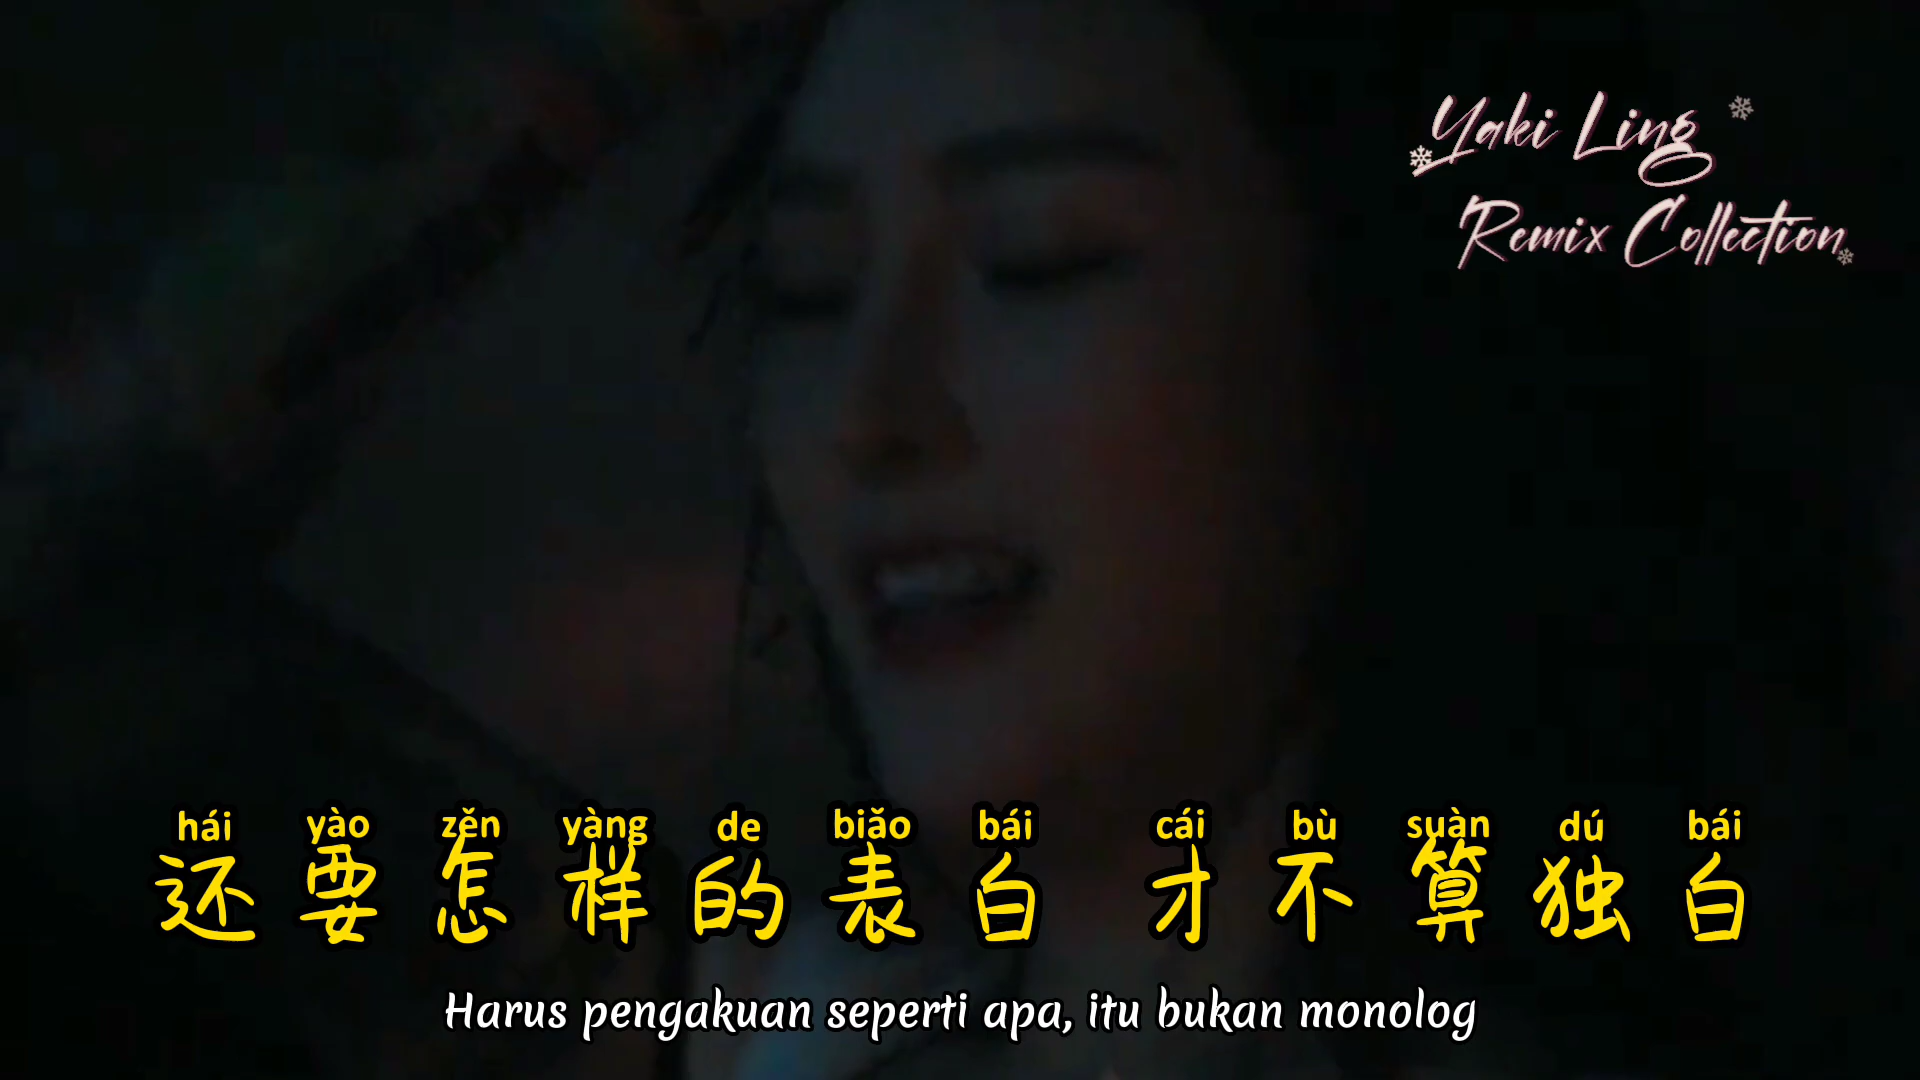 Yaki Ling
Remix Collection
hái yào zěn yàng de biǎo bái cái bù suàn dú bái
还要怎样的表白 才不算独白
Harus pengakuan seperti apa, itu bukan monolog